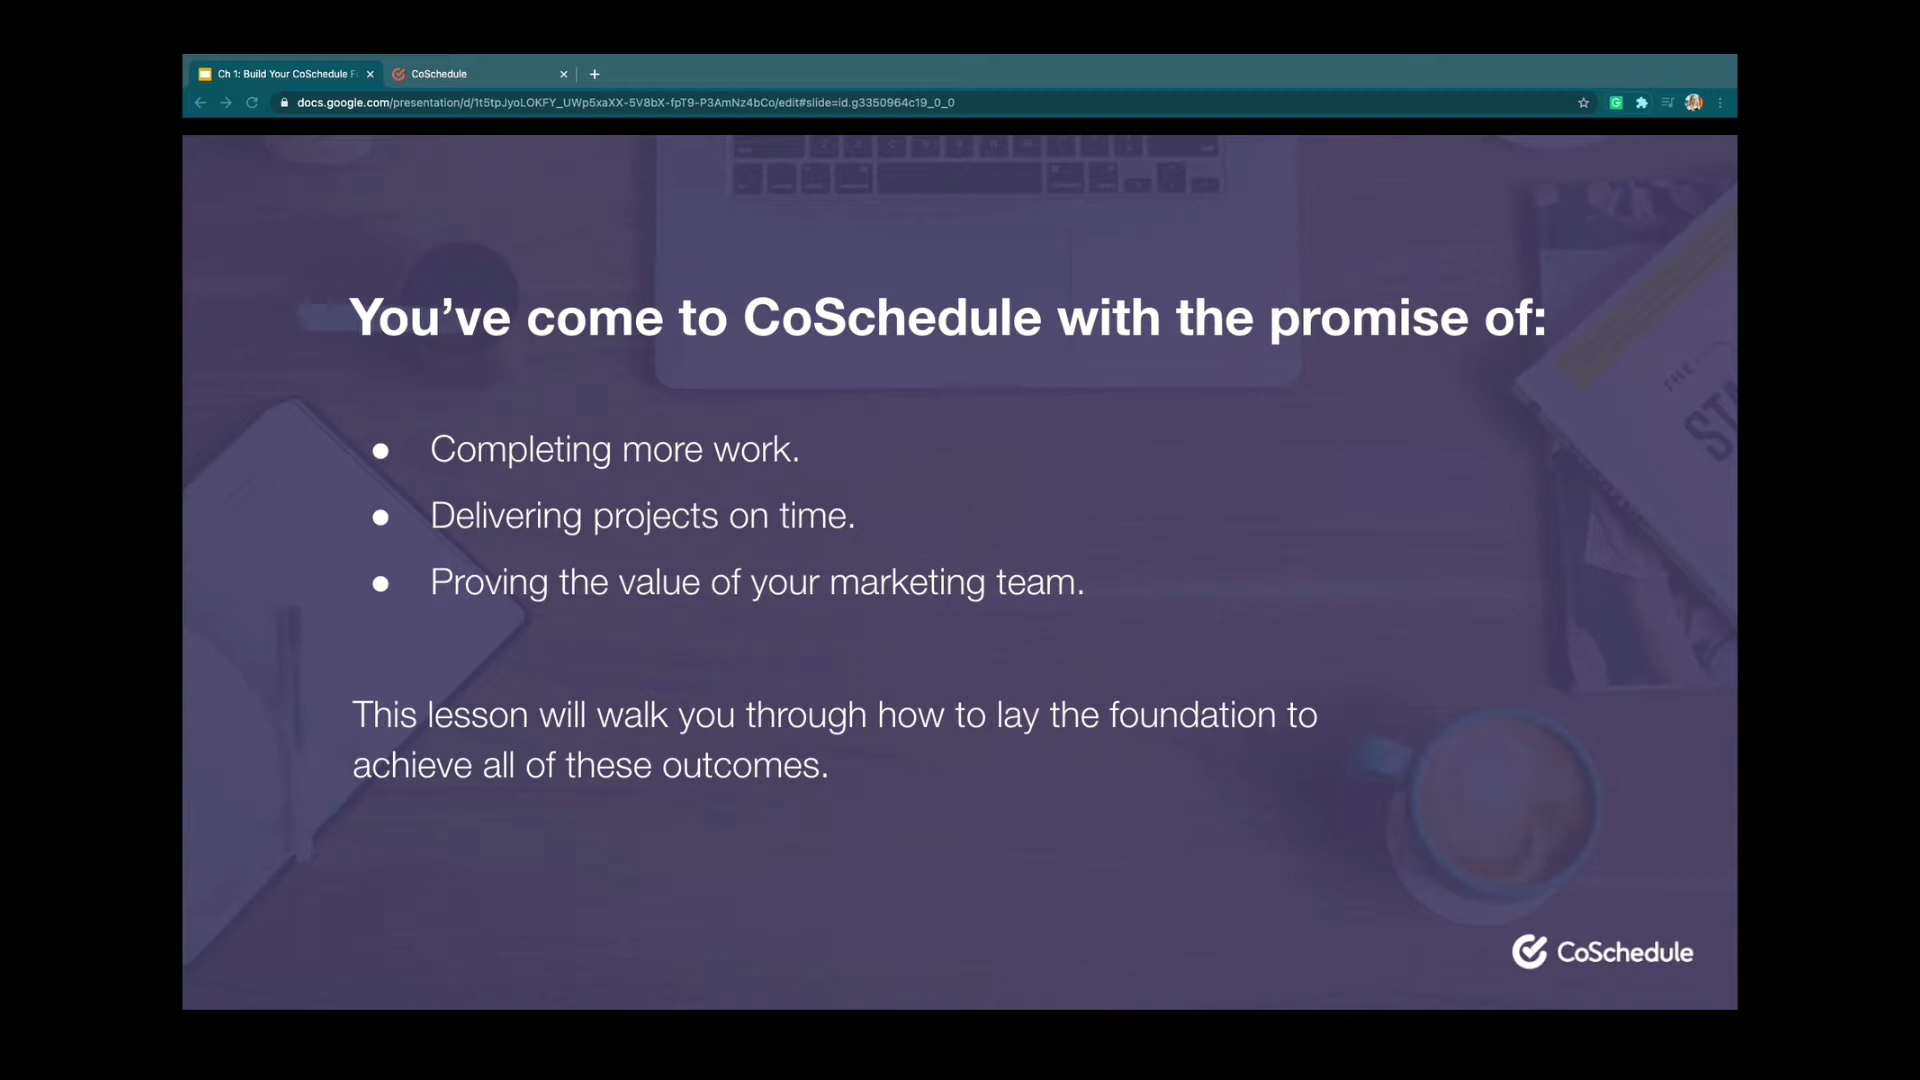 Ch 1: Build Your CoSchedule
CoSchedule
docs.google.com/presentation/d/1t5tpJyoLOKFY_UWp5xaXX-5V8bX-fpT9-P3AmNz4bCo/edit#slide=id.g3350964c19_0_0
You’ve come to CoSchedule with the promise of:
● Completing more work.
● Delivering projects on time.
● Proving the value of your marketing team.
This lesson will walk you through how to lay the foundation to
achieve all of these outcomes.
THE
CoSchedule